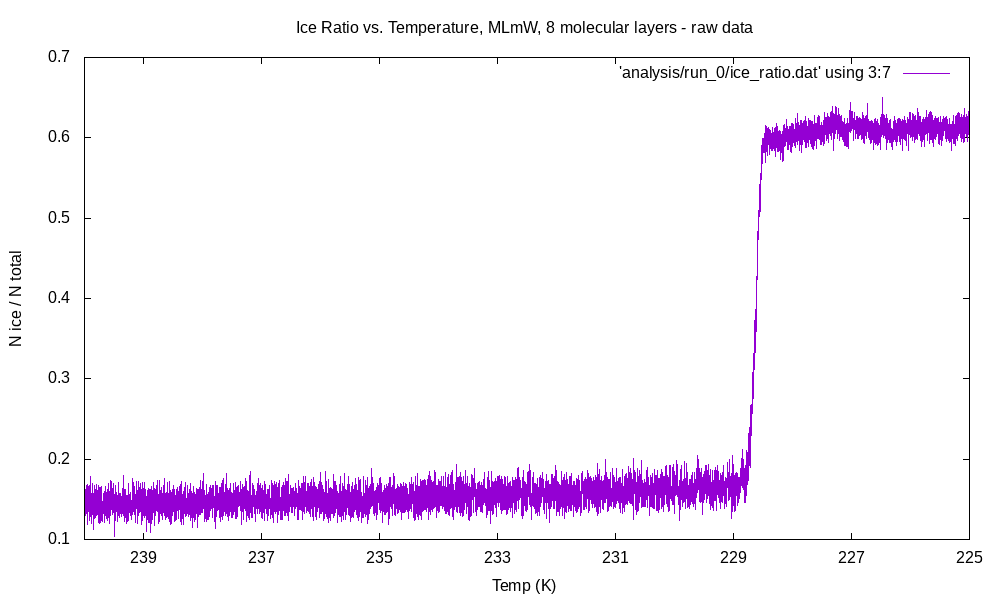 Ice Ratio vs. Temperature, MLmW, 8 molecular layers - raw data
'analysis/run_0/ice_ratio.dat' using 3:7
0.7
0.6
0.5
0.4
0.3
0.2
0.1
N ice / N total
239 237 235 233 231 229 227 225
Temp (K)